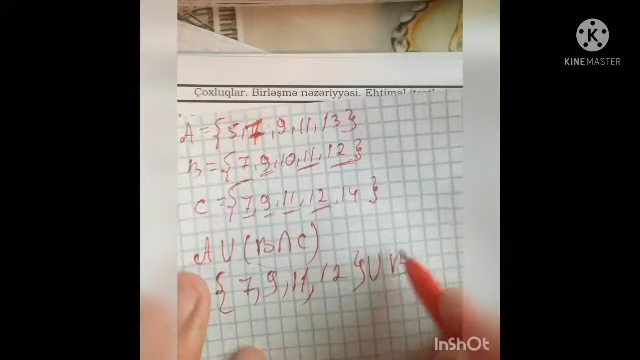 KINEMASTER
Çoxluqlar. Birləşmə nəzəriyyəsi. Ehtimal
A = {5,7,9,11,13}
B = {7,9,10,11,12}
C = {7,9,11,12,14}
A ∪ (B ∩ C)
{7,9,11,12} ∪
InShOt